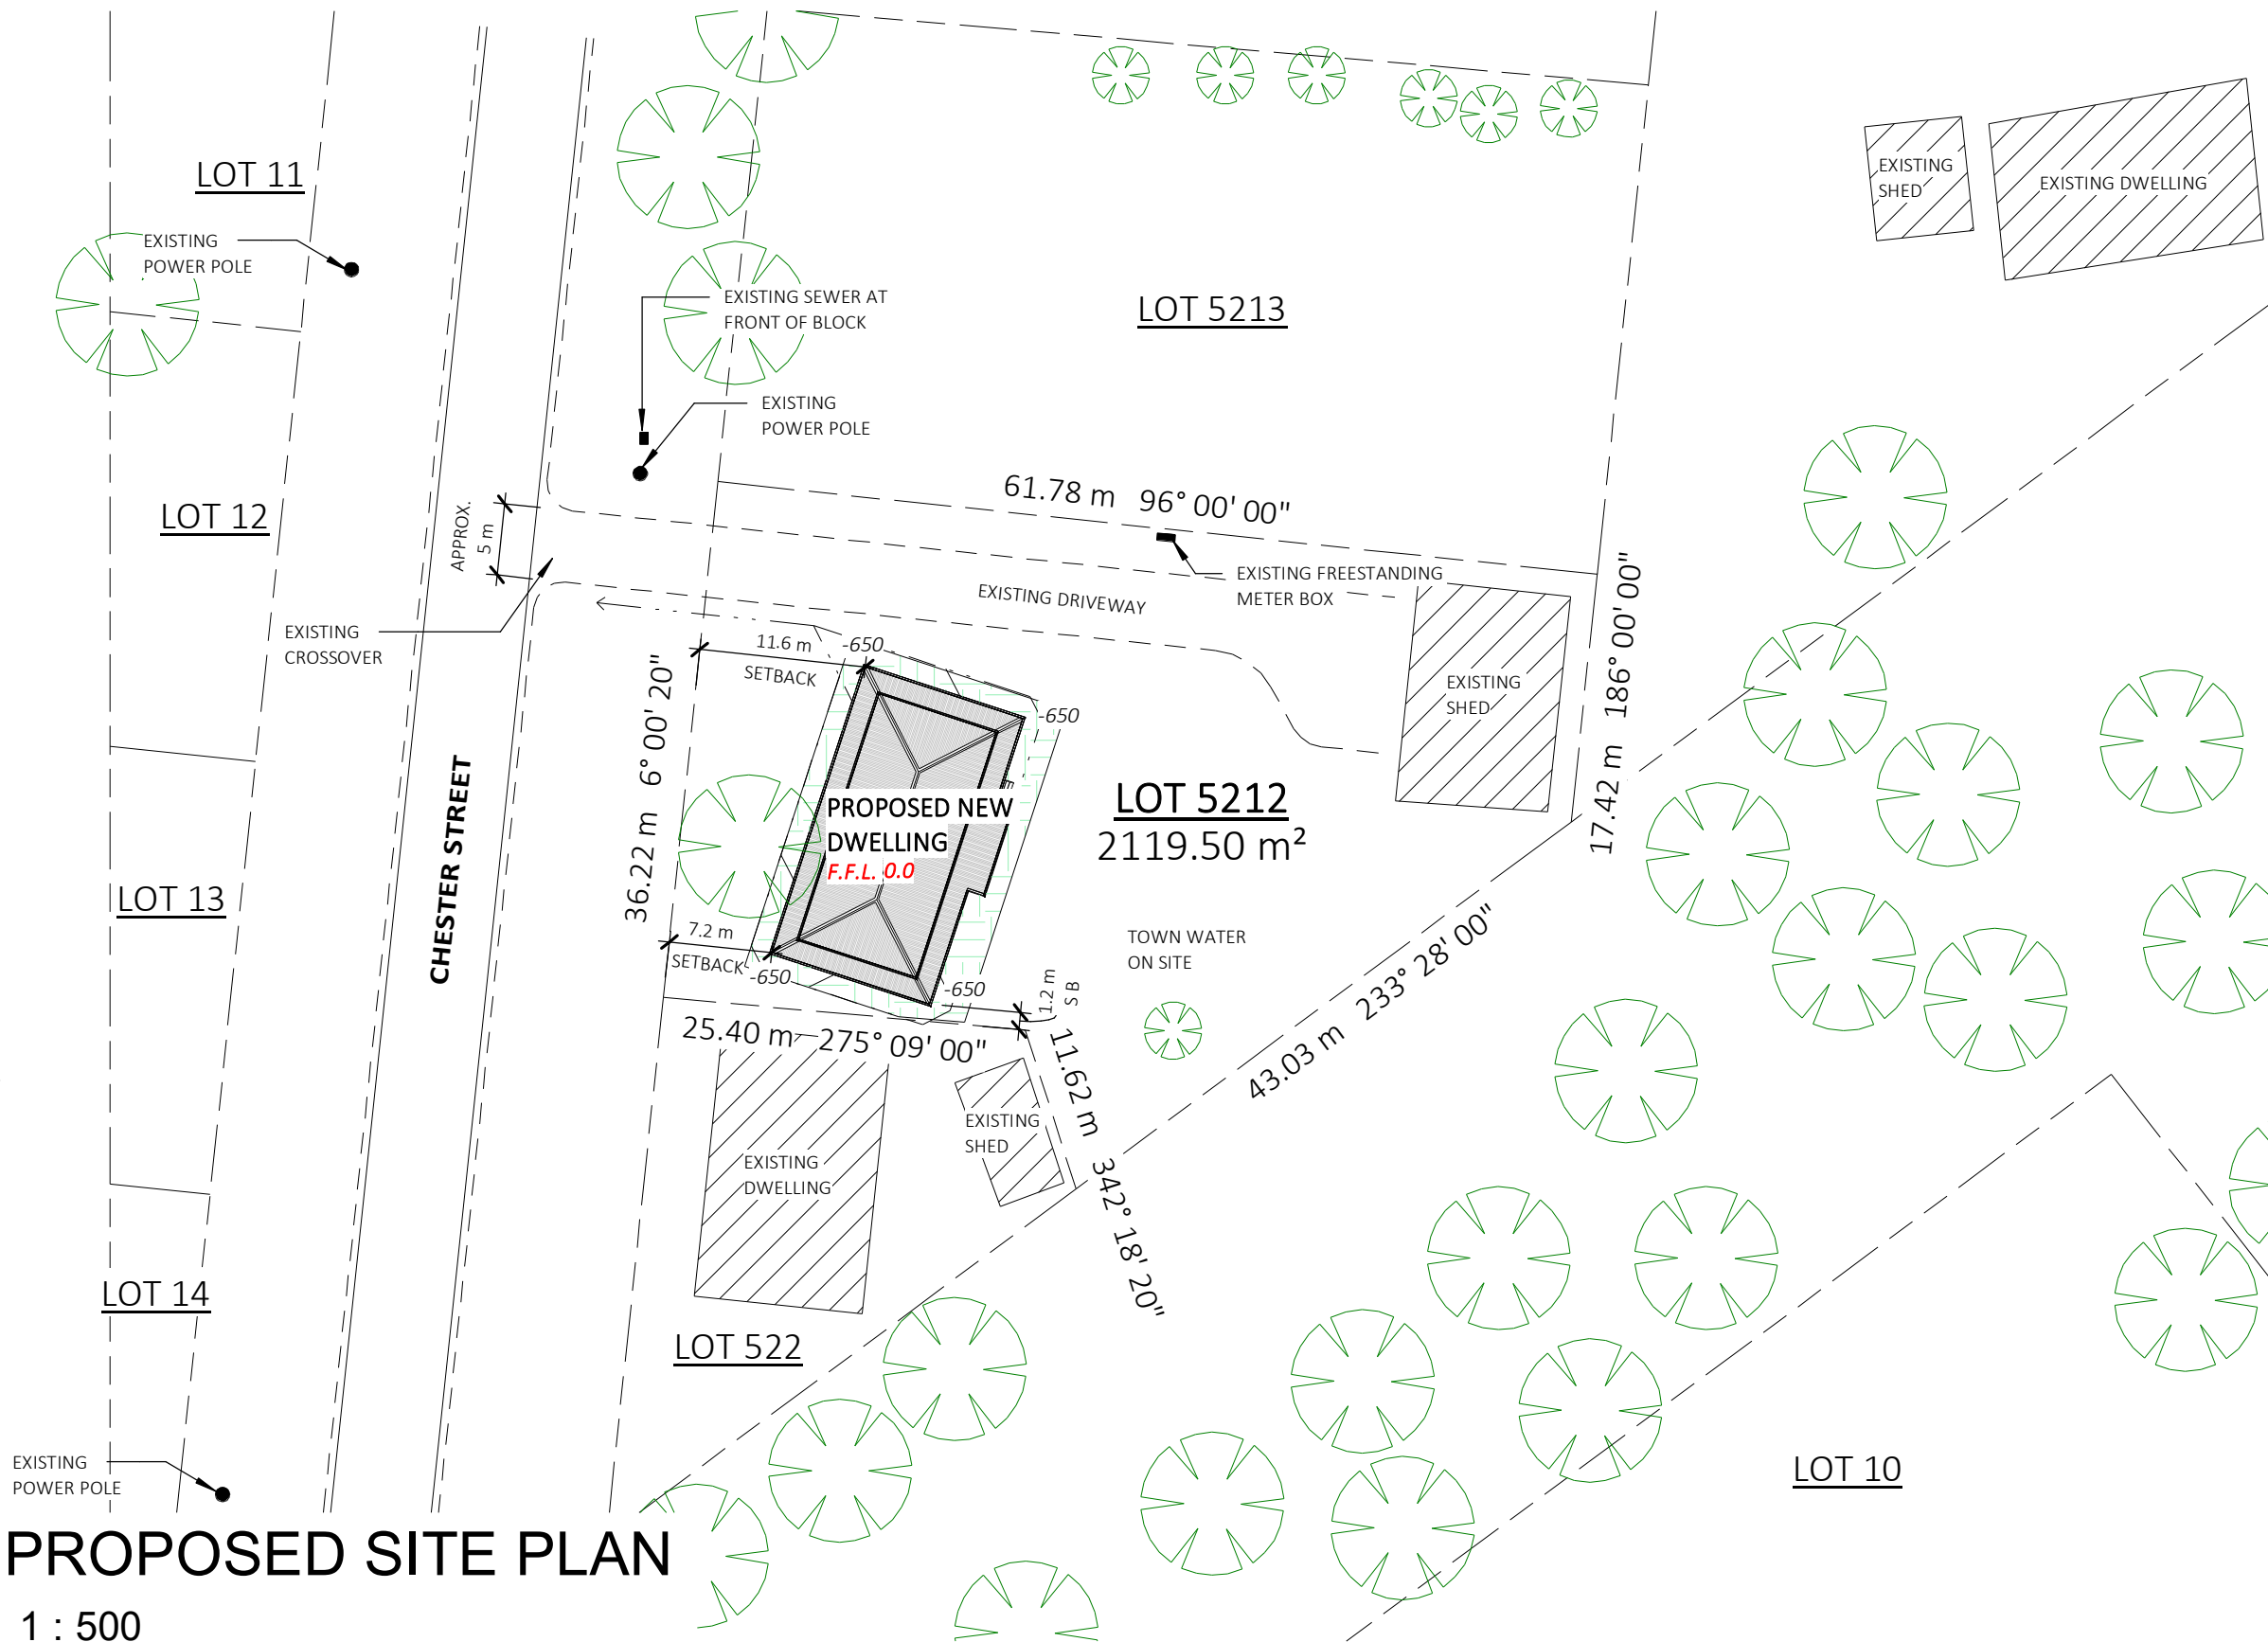 LOT 11
EXISTING
POWER POLE
EXISTING
SHED
EXISTING DWELLING
EXISTING SEWER AT
FRONT OF BLOCK
LOT 5213
EXISTING
POWER POLE
LOT 12
APPROX.
5 m
61.78 m 96° 00' 00"
EXISTING FREESTANDING
METER BOX
EXISTING DRIVEWAY
EXISTING
CROSSOVER
11.6 m
SETBACK
-650
-650
EXISTING
SHED
17.42 m 186° 00' 00"
36.22 m 6° 00' 20"
CHESTER STREET
PROPOSED NEW
DWELLING
F.F.L. 0.0
LOT 5212
2119.50 m²
LOT 13
7.2 m
SETBACK
-650
-650
1.2 m
S B
TOWN WATER
ON SITE
43.03 m 233° 28' 00"
25.40 m 275° 09' 00"
11.62 m 342° 18' 20"
EXISTING
SHED
EXISTING
DWELLING
LOT 14
LOT 522
EXISTING
POWER POLE
LOT 10
PROPOSED SITE PLAN
1 : 500